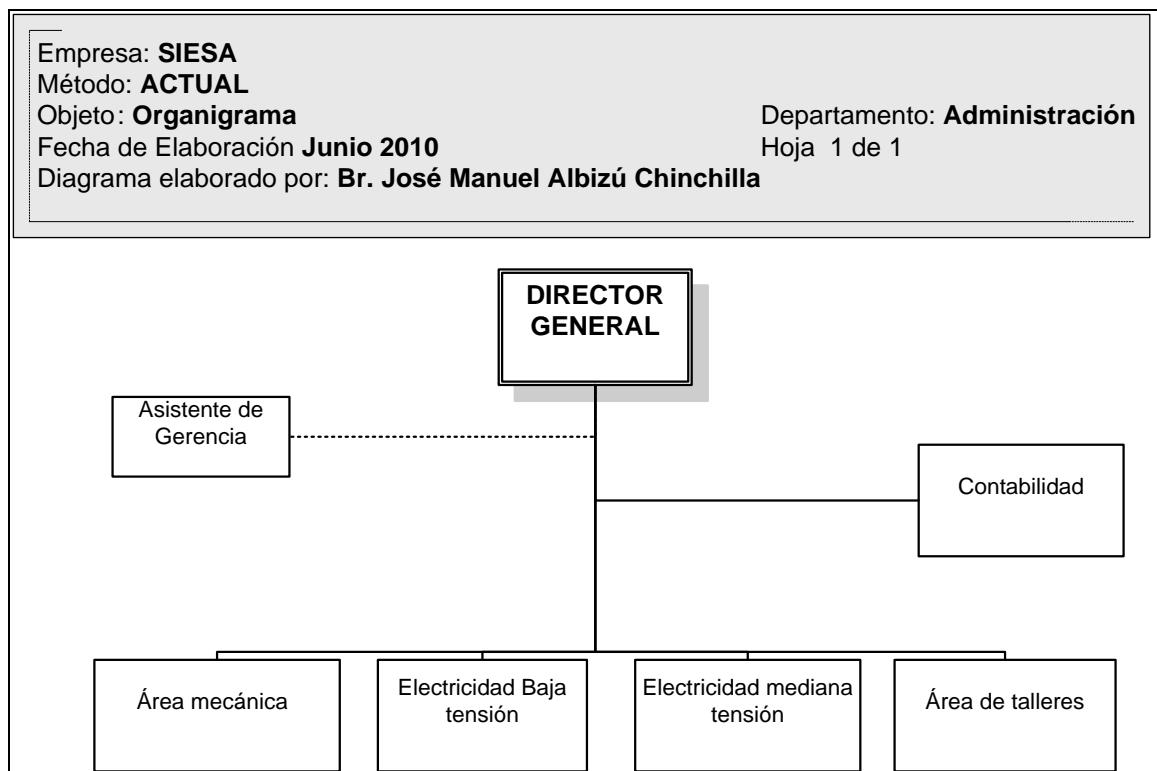 Empresa: SIESA
Método: ACTUAL
Objeto: Organigrama Departamento: Administración
Fecha de Elaboración Junio 2010 Hoja 1 de 1
Diagrama elaborado por: Br. José Manuel Albizú Chinchilla
DIRECTOR
GENERAL
Asistente de
Gerencia
Contabilidad
Área mecánica
Electricidad Baja
tensión
Electricidad mediana
tensión
Área de talleres